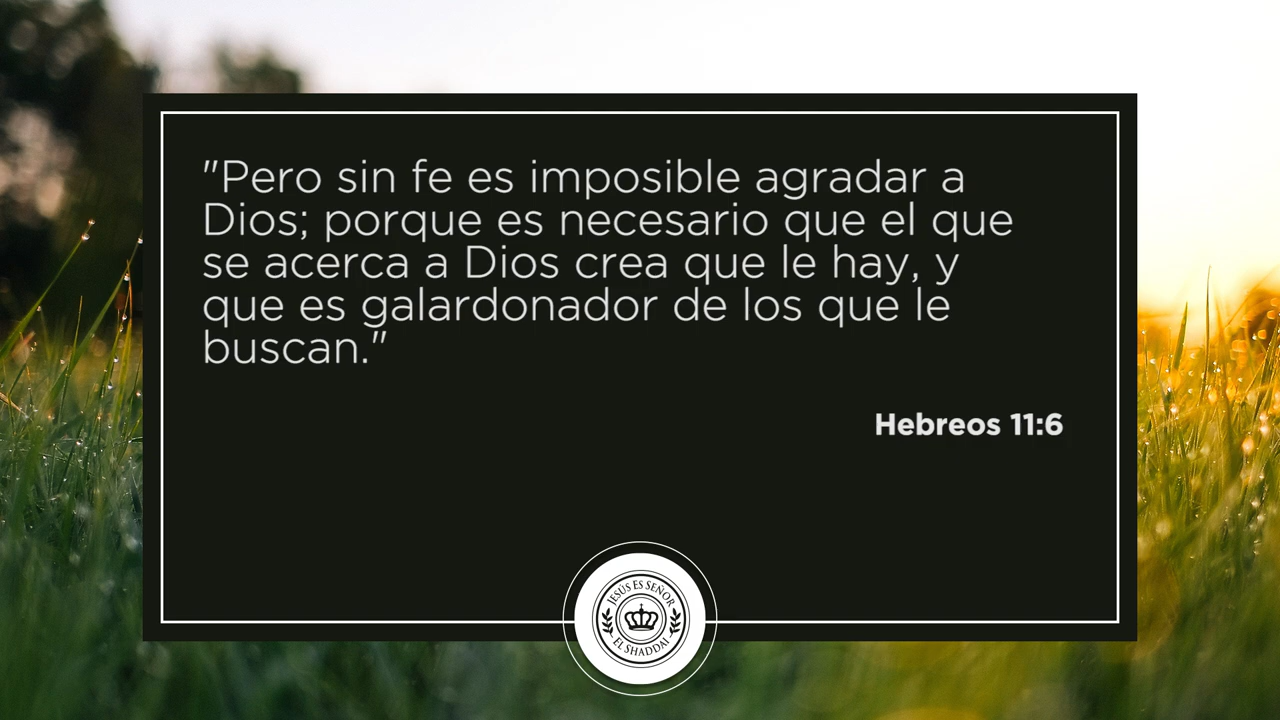 "Pero sin fe es imposible agradar a
Dios; porque es necesario que el que
se acerca a Dios crea que le hay, y
que es galardonador de los que le
buscan."
Hebreos 11:6
JESÚS ES SEÑOR
EL SHADDAI